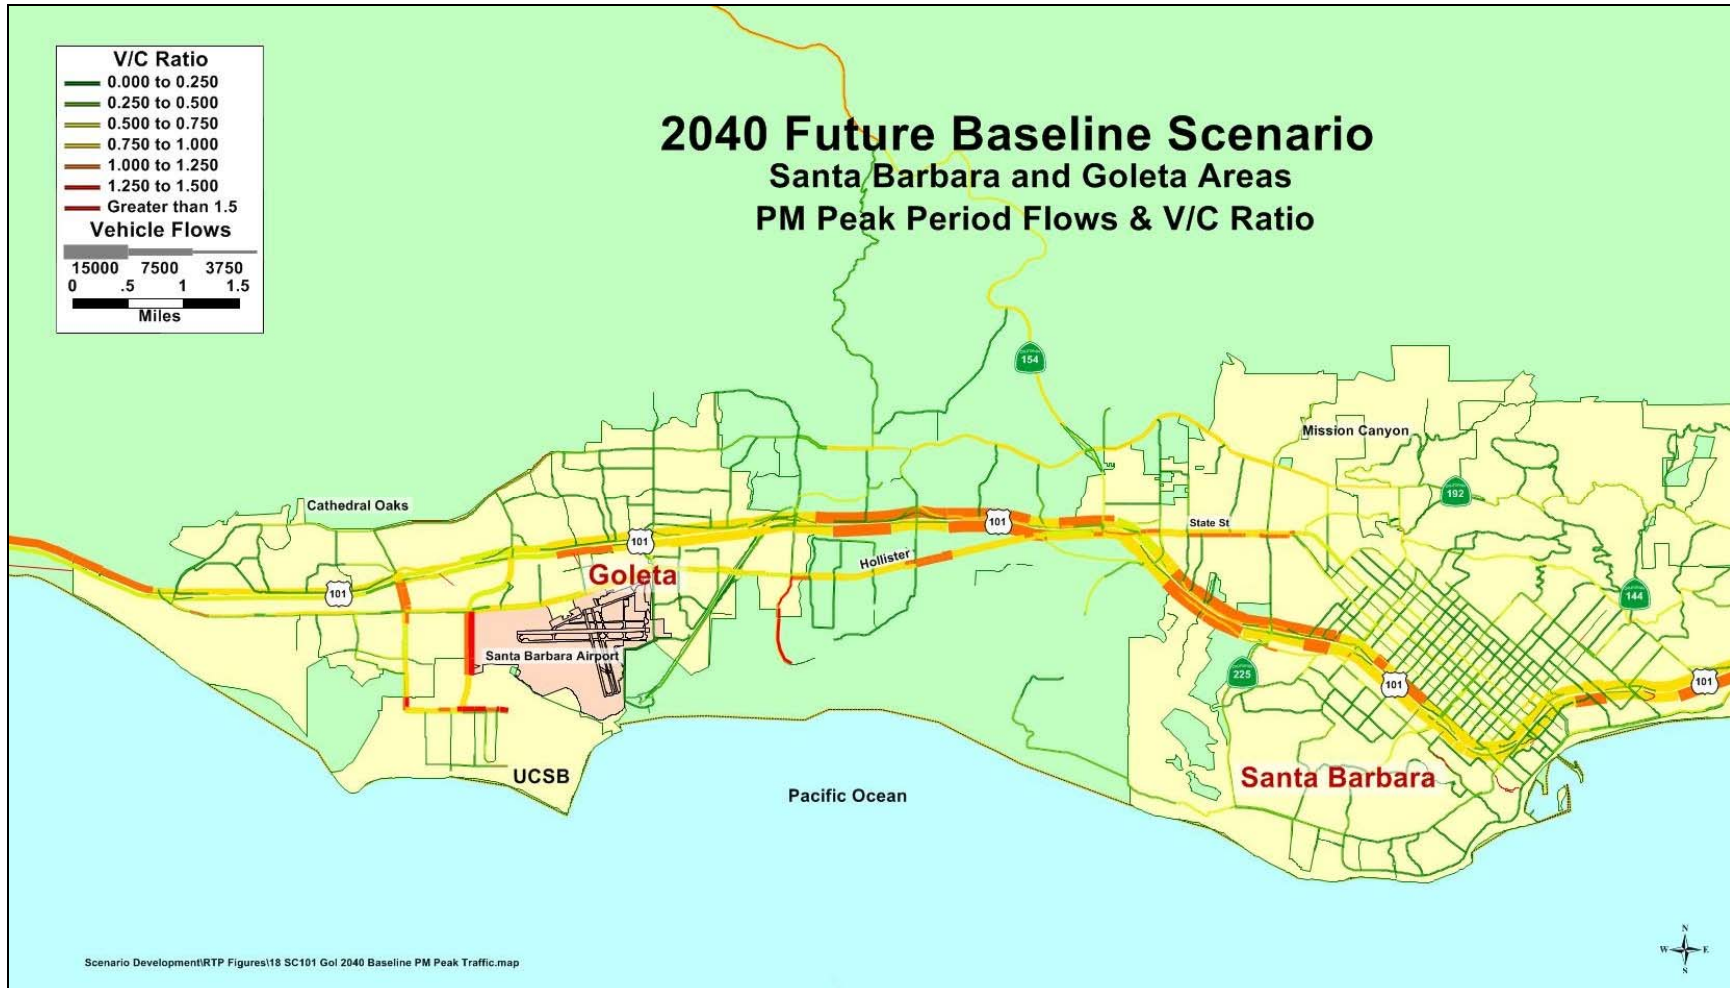 V/C Ratio
0.000 to 0.250
0.250 to 0.500
0.500 to 0.750
0.750 to 1.000
1.000 to 1.250
1.250 to 1.500
Greater than 1.5
Vehicle Flows
15000 7500 3750
0 .5 1 1.5
Miles
2040 Future Baseline Scenario
Santa Barbara and Goleta Areas
PM Peak Period Flows & V/C Ratio
154
Mission Canyon
192
Cathedral Oaks
101
State St
101
Hollister
Goleta
101
144
Santa Barbara Airport
225
101
101
UCSB
Santa Barbara
Pacific Ocean
Scenario Development\RTP Figures\18 SC101 Gol 2040 Baseline PM Peak Traffic.map
N
W E
S